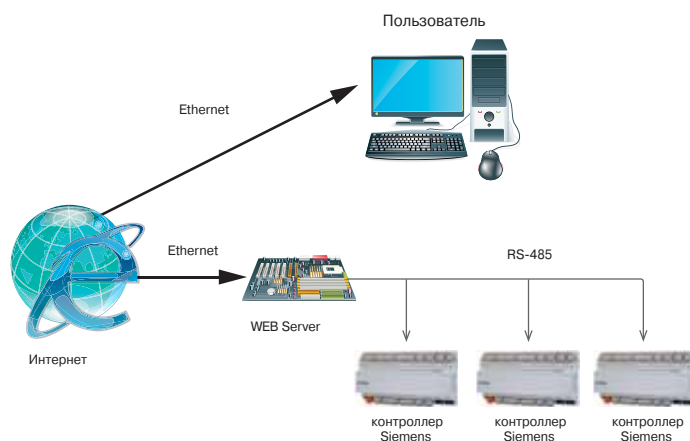 Пользователь
Ethernet
Ethernet
RS-485
WEB Server
Интернет
контроллер
Siemens
контроллер
Siemens
контроллер
Siemens